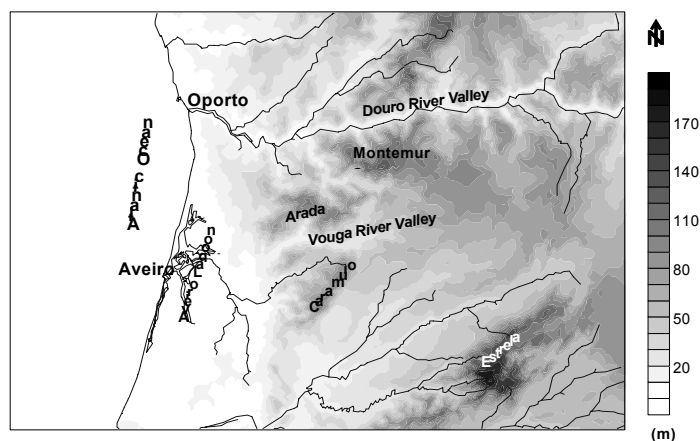 N
Oporto
Douro River Valley
Atlantic Ocean
Montemur
Arada
Vouga River Valley
Aveiro
Aveiro Lagoon
Caramulo
Estrela
170
140
110
80
50
20
(m)